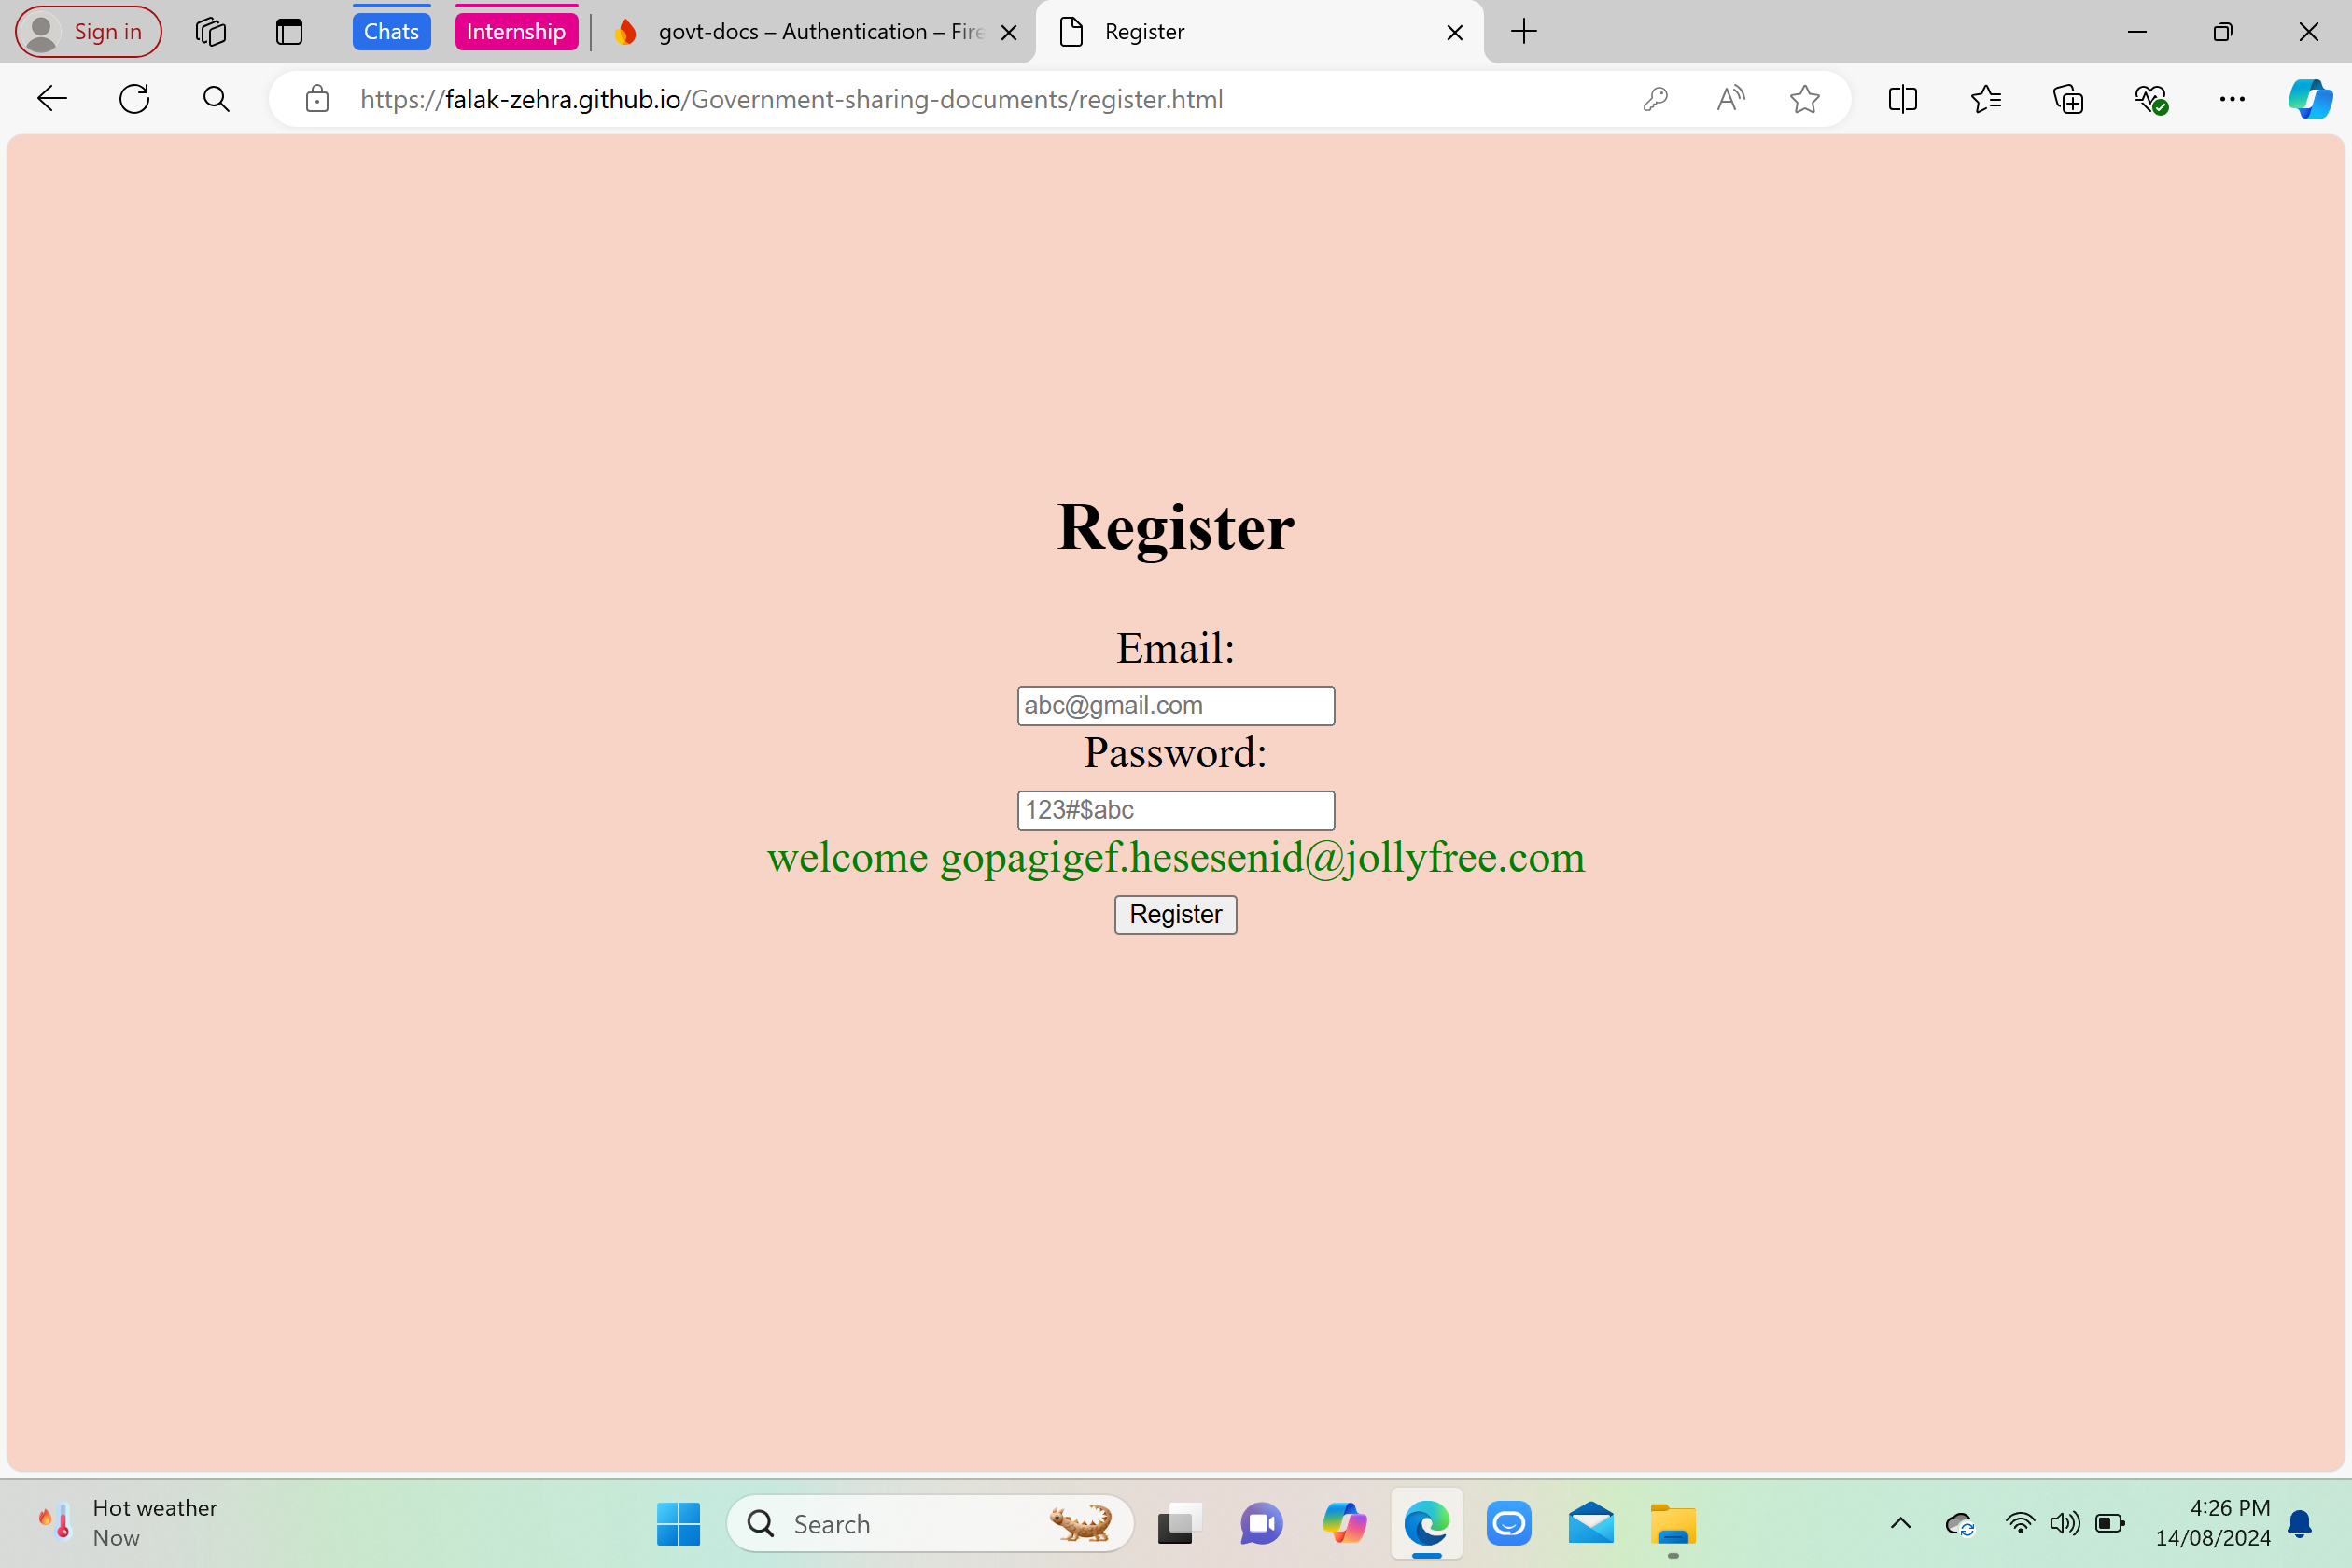 Sign in
Chats
Internship
govt-docs – Authentication – Fire
Register
https://falak-zehra.github.io/Government-sharing-documents/register.html
Register
Email:
abc@gmail.com
Password:
123#$abc
welcome gopagigef.hesesenid@jollyfree.com
Register
Hot weather
Now
Search
4:26 PM
14/08/2024